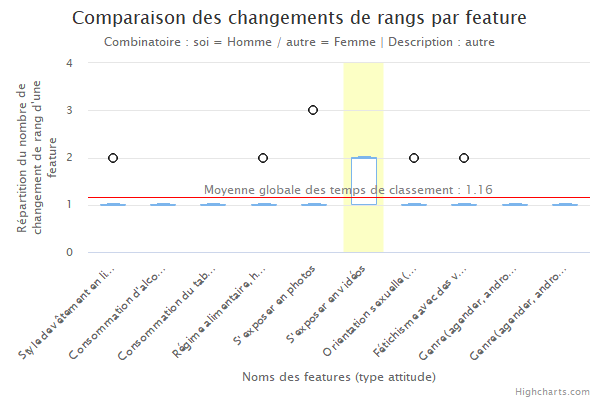 Comparaison des changements de rangs par feature
Combinatoire : soi = Homme / autre = Femme | Description : autre
Répartition du nombre de
changement de rang d'une
feature
4
3
2
1
0
Moyenne globale des temps de classement : 1.16
Style de vêtement en li...
Consommation d'alco...
Consommation du tab...
Régime alimentaire, h...
S'exposer en photos
S'exposer en vidéos
Orientation sexuelle (...
Fétichisme avec des v...
Genre (agender, andro...
Genre (agender, andro...
Noms des features (type attitude)
Highcharts.com